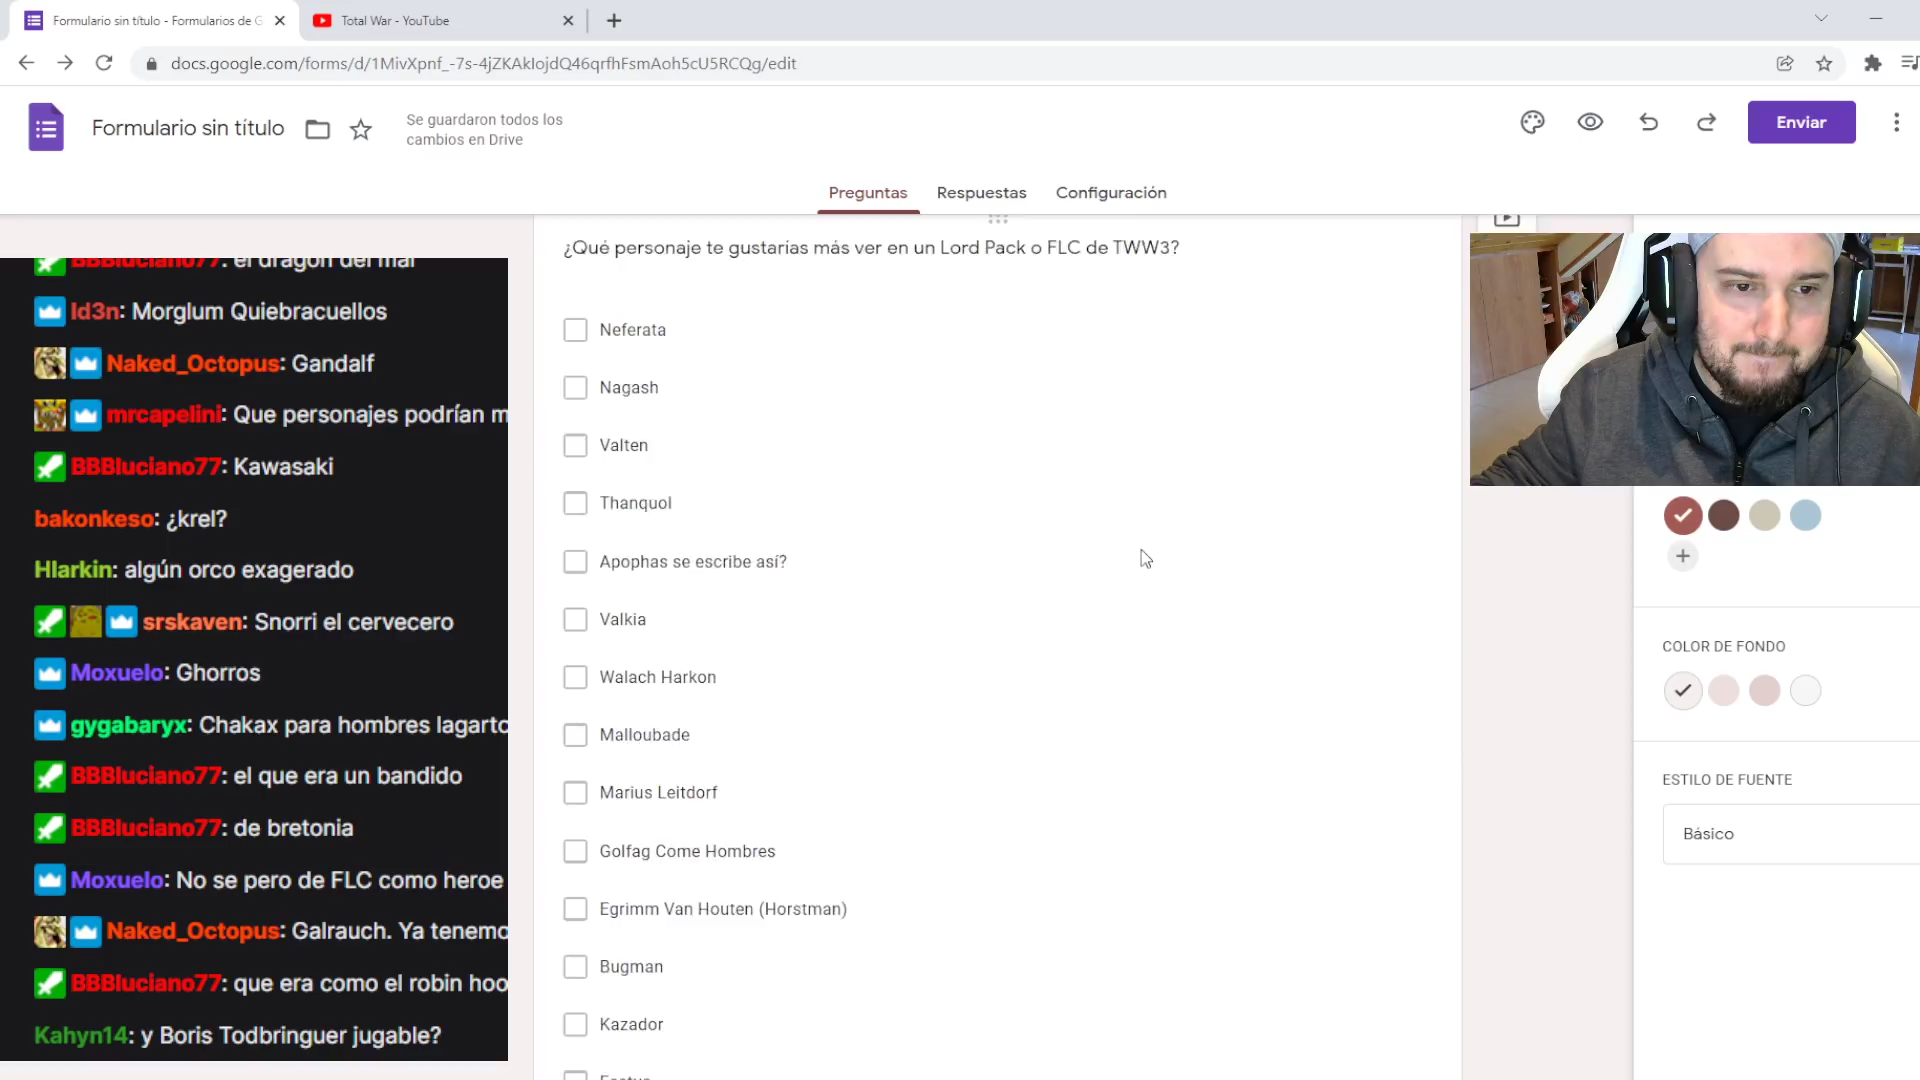 Formulario sin título - Formularios de G
Total War - YouTube
docs.google.com/forms/d/1MivXpnf_-7s-4jZKAkIojdQ46qrfhFsmAoh5cU5RCQg/edit
Formulario sin título
Se guardaron todos los
cambios en Drive
Enviar
Preguntas
Respuestas
Configuración
¿Qué personaje te gustarías más ver en un Lord Pack o FLC de TWW3?
Neferata
Nagash
Valten
Thanquol
Apophas se escribe así?
Valkia
Walach Harkon
Malloubade
Marius Leitdorf
Golfag Come Hombres
Egrimm Van Houten (Horstman)
Bugman
Kazador
BBBluciano77: el dragon del mal
Id3n: Morglum Quiebracuellos
Naked_Octopus: Gandalf
mrcapelini: Que personajes podrían m
BBBluciano77: Kawasaki
bakonkeso: ¿krel?
Hlarkin: algún orco exagerado
srskaven: Snorri el cervecero
Moxuelo: Ghorros
gygabaryx: Chakax para hombres lagarto
BBBluciano77: el que era un bandido
BBBluciano77: de bretonia
Moxuelo: No se pero de FLC como heroe
Naked_Octopus: Galrauch. Ya tenemo
BBBluciano77: que era como el robin hoo
Kahyn14: y Boris Todbringuer jugable?
COLOR DE FONDO
ESTILO DE FUENTE
Básico